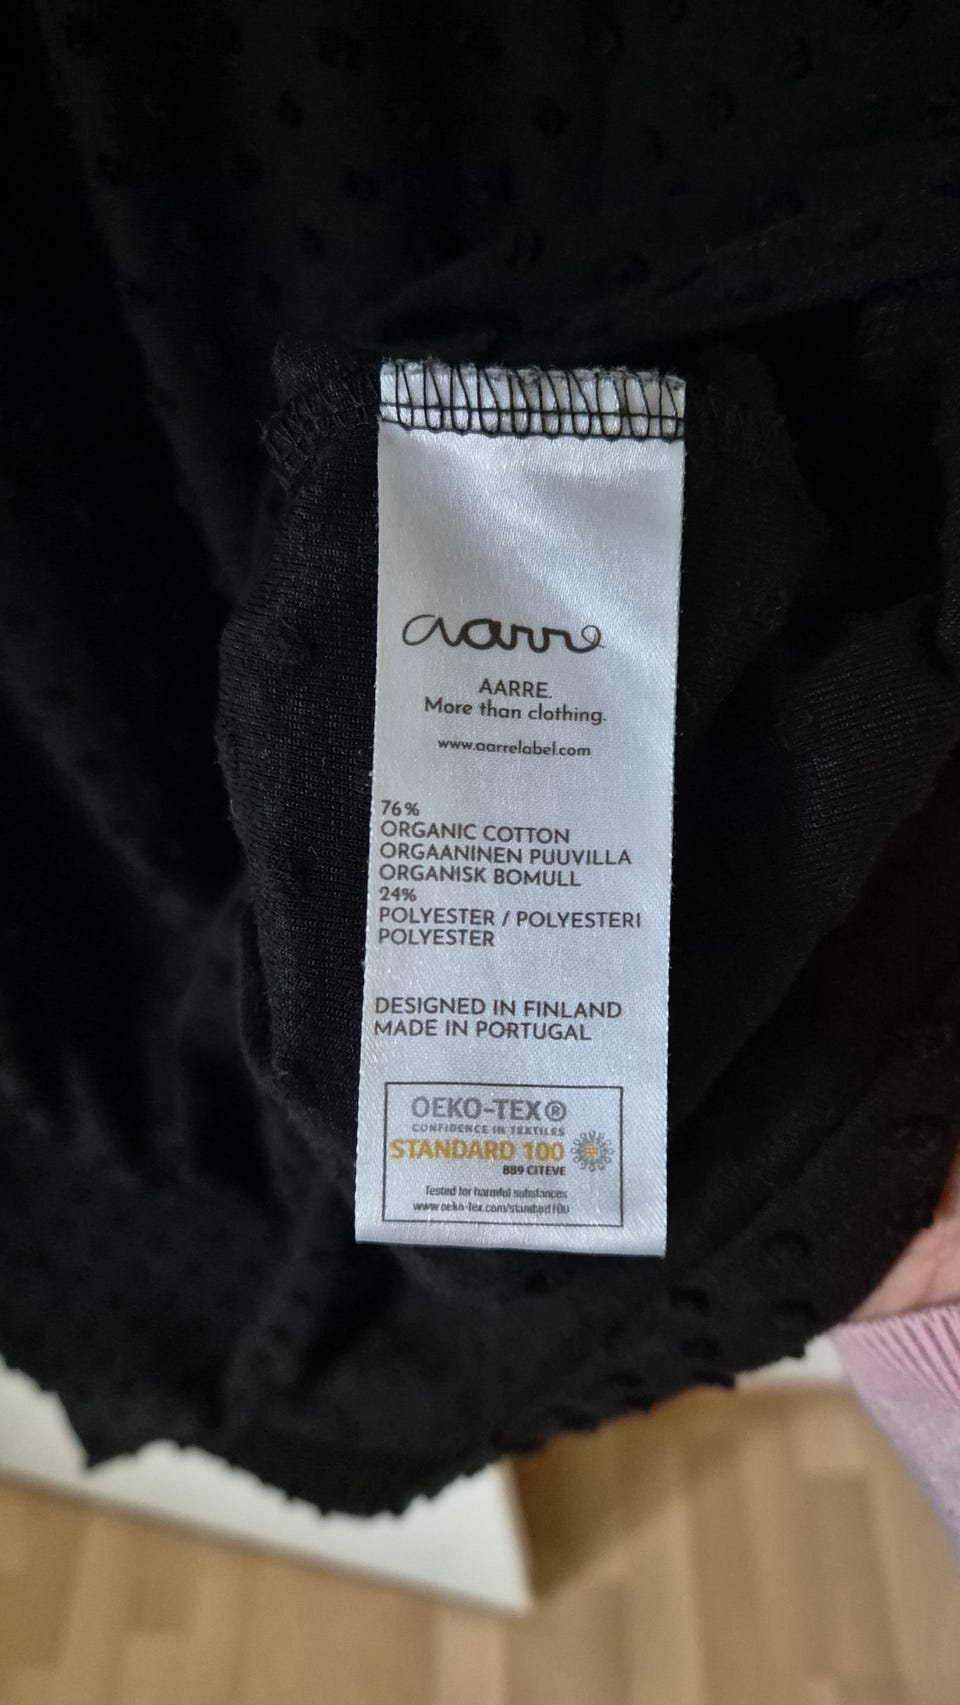 aarre
AARRE.
More than clothing.
www.aarrelabel.com
76%
ORGANIC COTTON
ORGAANINEN PUUVILLA
ORGANISK BOMULL
24%
POLYESTER / POLYESTERI
POLYESTER
DESIGNED IN FINLAND
MADE IN PORTUGAL
OEKO-TEX®
CONFIDENCE IN TEXTILES
STANDARD 100
889 CITEVE
Tested for harmful substances
www.oeko-tex.com/standard100